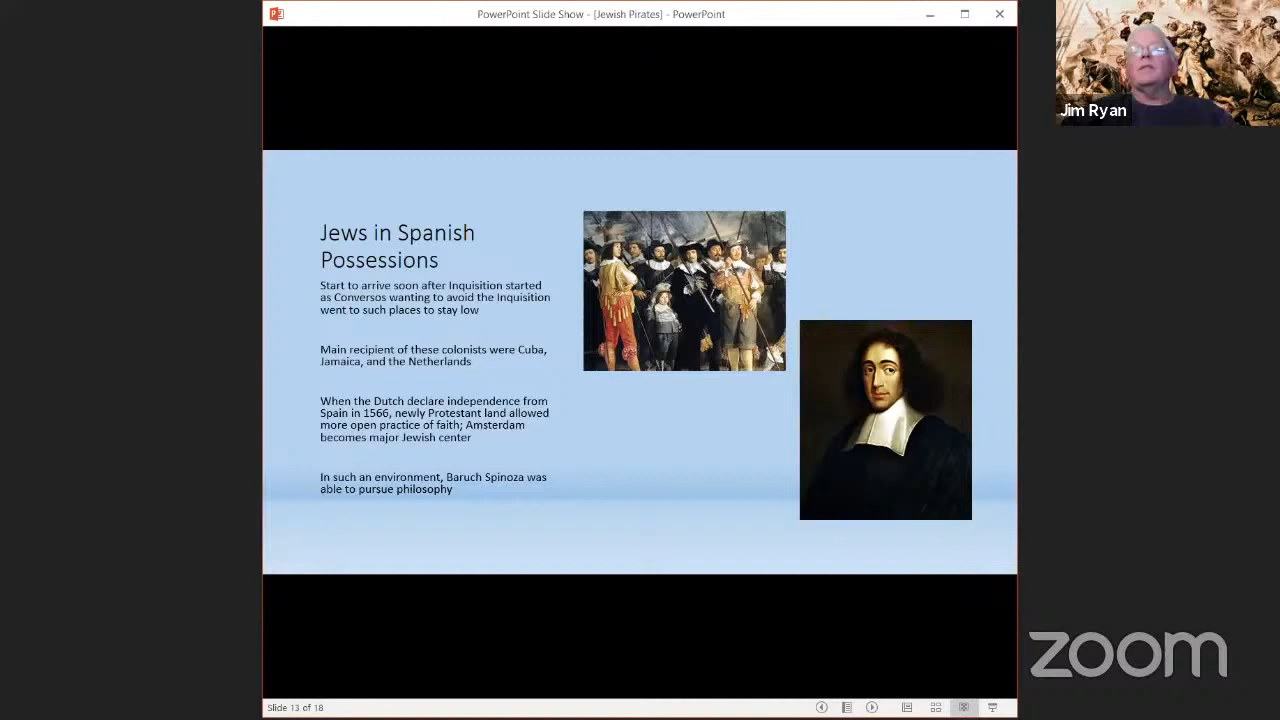 PowerPoint Slide Show - [Jewish Pirates] - PowerPoint
Jim Ryan
Jews in Spanish
Possessions
Start to arrive soon after Inquisition started
as Conversos wanting to avoid the Inquisition
went to such places to stay low
Main recipient of these colonists were Cuba,
Jamaica, and the Netherlands
When the Dutch declare independence from
Spain in 1566, newly Protestant land allowed
more open practice of faith; Amsterdam
becomes major Jewish center
In such an environment, Baruch Spinoza was
able to pursue philosophy
zoom
Slide 13 of 18